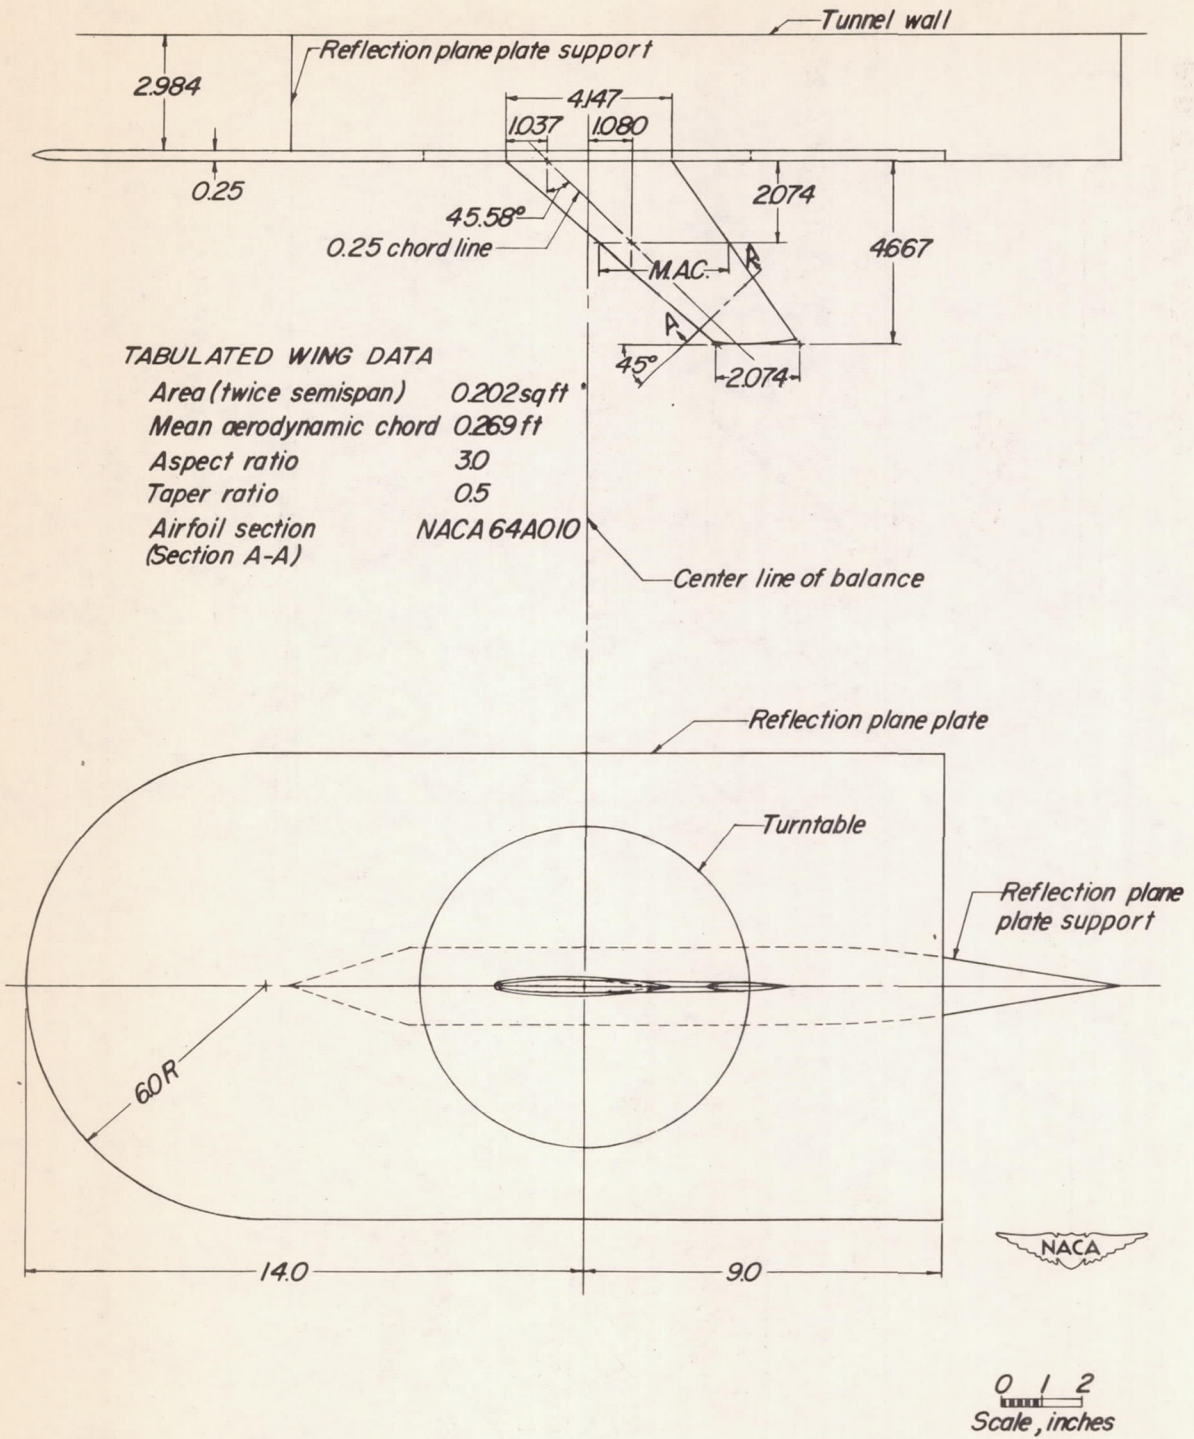 Tunnel wall
Reflection plane plate support
2.984
4.147
1.037
1.080
0.25
45.58°
0.25 chord line
2.074
4.667
M.A.C.
A
A
45°
2.074
TABULATED WING DATA
Area (twice semispan) 0.202 sq ft
Mean aerodynamic chord 0.269 ft
Aspect ratio 3.0
Taper ratio 0.5
Airfoil section NACA 64A010
(Section A-A)
Center line of balance
Reflection plane plate
Turntable
Reflection plane
plate support
6.0 R
14.0
9.0
NACA
0 1 2
Scale, inches